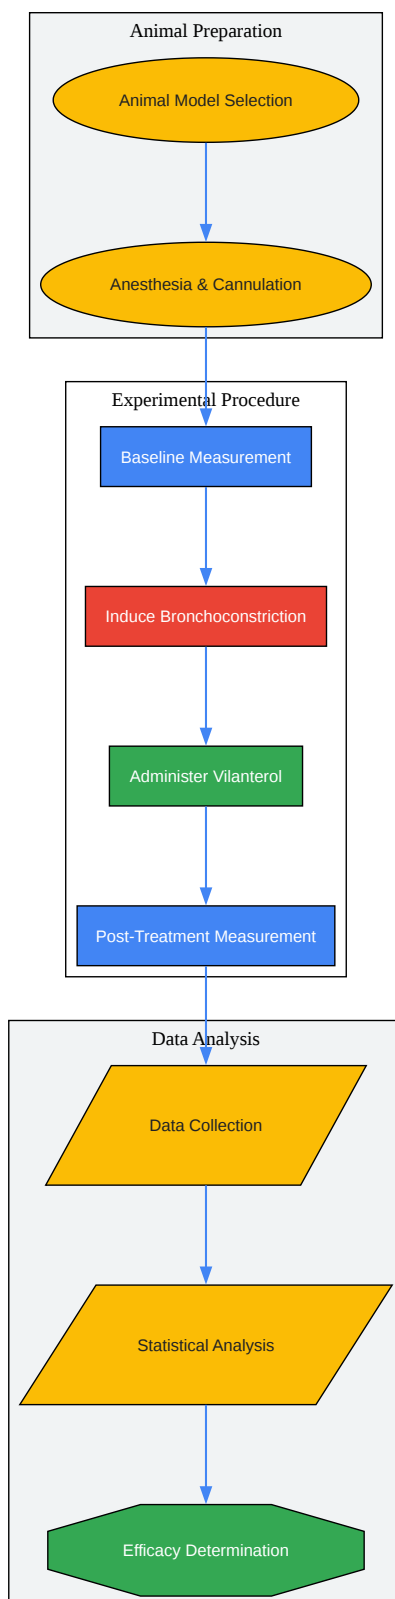 Animal Preparation
Animal Model Selection
Anesthesia & Cannulation
Experimental Procedure
Baseline Measurement
Induce Bronchoconstriction
Administer Vilanterol
Post-Treatment Measurement
Data Analysis
Data Collection
Statistical Analysis
Efficacy Determination